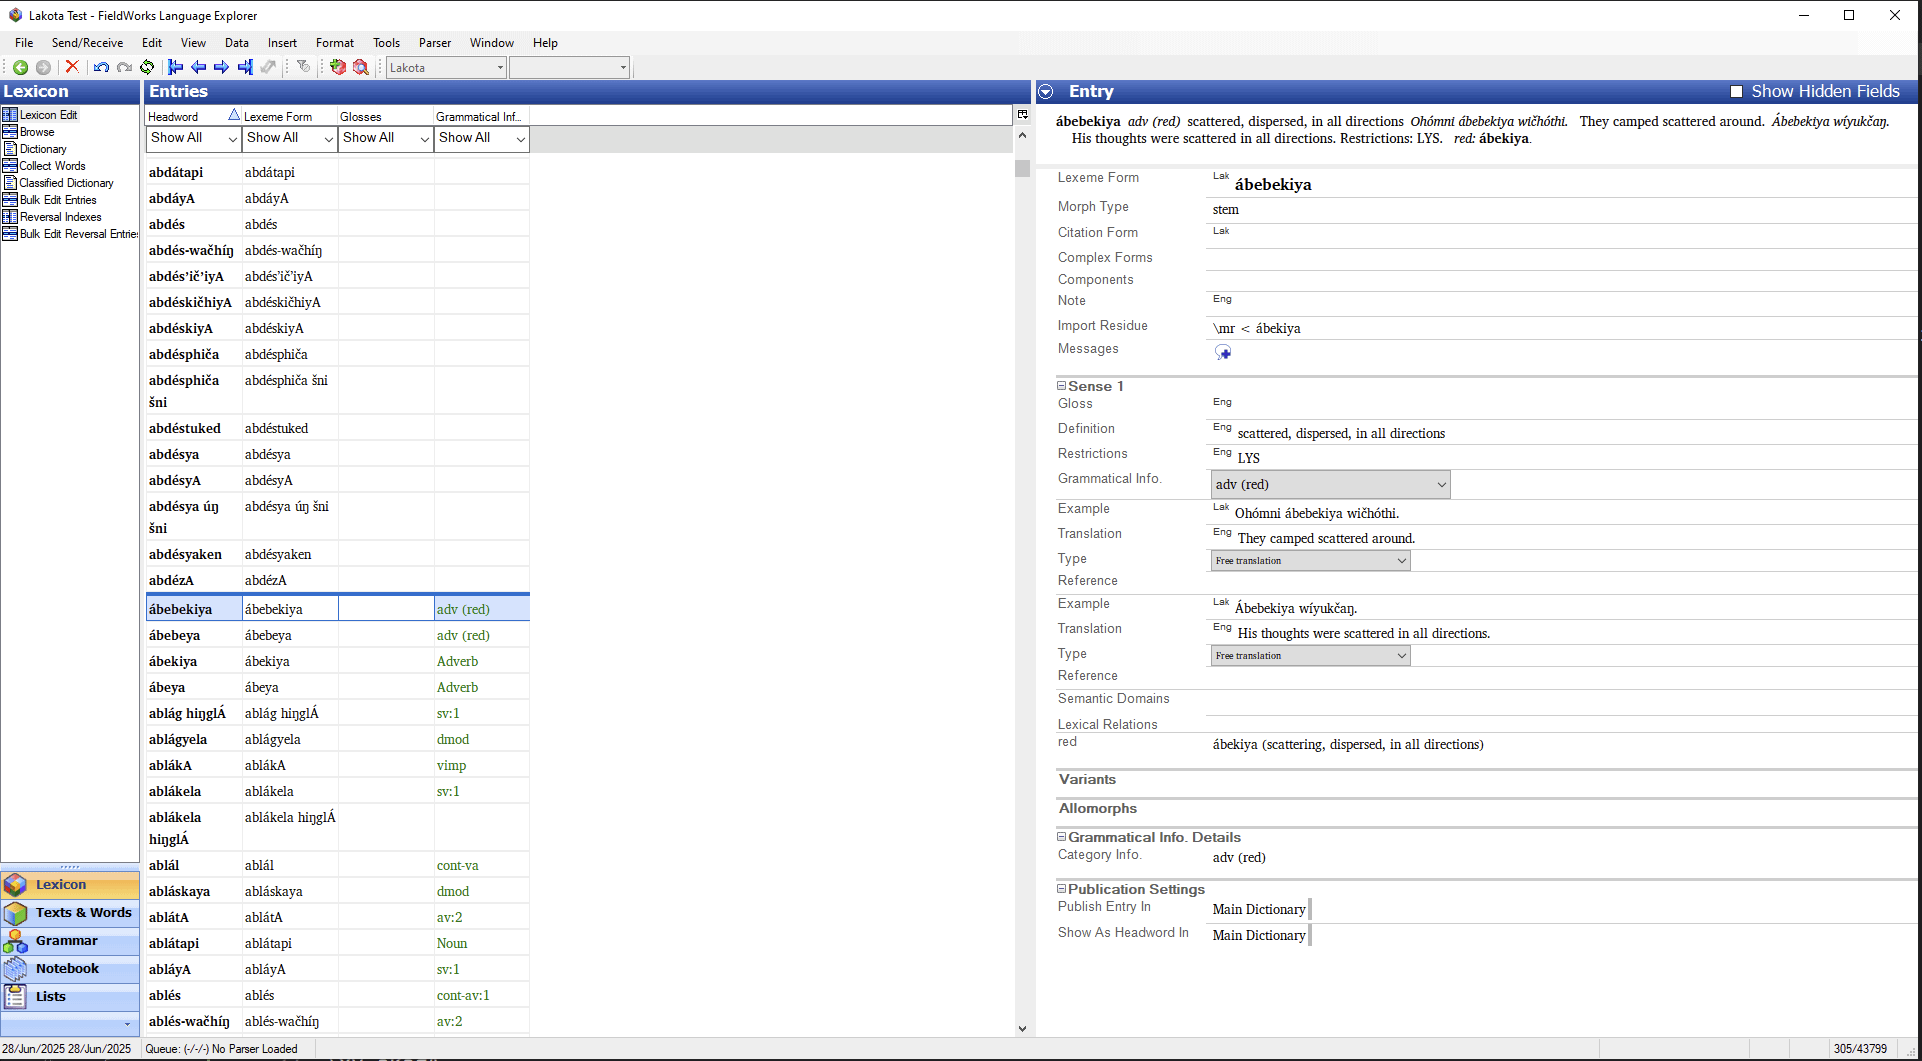 Lakota Test - FieldWorks Language Explorer
File Send/Receive Edit View Data Insert Format Tools Parser Window Help
Lakota
Lexicon
Lexicon Edit
Browse
Dictionary
Collect Words
Classified Dictionary
Bulk Edit Entries
Reversal Indexes
Bulk Edit Reversal Entries
Lexicon
Texts & Words
Grammar
Notebook
Lists
Entries
Headword Lexeme Form Glosses Grammatical Inf...
Show All Show All Show All Show All
abdátapi abdátapi
abdáyA abdáyA
abdés abdés
abdés-wačhíŋ abdés-wačhíŋ
abdés’ič’iyA abdés’ič’iyA
abdéskičhiyA abdéskičhiyA
abdéskiyA abdéskiyA
abdésphiča abdésphiča
abdésphiča abdésphiča šni
šni
abdéstuked abdéstuked
abdésya abdésya
abdésyA abdésyA
abdésya úŋ abdésya úŋ šni
šni
abdésyaken abdésyaken
abdézA abdézA
ábebekiya ábebekiya adv (red)
ábebeya ábebeya adv (red)
ábekiya ábekiya Adverb
ábeya ábeya Adverb
ablág hiŋglÁ ablág hiŋglÁ sv:1
ablágyela ablágyela dmod
ablákA ablákA vimp
ablákela ablákela sv:1
ablákela ablákela hiŋglÁ
hiŋglÁ
ablál ablál cont-va
abláskaya abláskaya dmod
ablátA ablátA av:2
ablátapi ablátapi Noun
abláyA abláyA sv:1
ablés ablés cont-av:1
ablés-wačhíŋ ablés-wačhíŋ av:2
Entry
Show Hidden Fields
ábebekiya adv (red) scattered, dispersed, in all directions Ohómni ábebekiya wičhóthi. They camped scattered around. Ábebekiya wíyukčaŋ.
His thoughts were scattered in all directions. Restrictions: LYS. red: ábekiya.
Lexeme Form Lak ábebekiya
Morph Type stem
Citation Form Lak
Complex Forms
Components
Note Eng
Import Residue \mr < ábekiya
Messages
Sense 1
Gloss Eng
Definition Eng scattered, dispersed, in all directions
Restrictions Eng LYS
Grammatical Info. adv (red)
Example Lak Ohómni ábebekiya wičhóthi.
Translation Eng They camped scattered around.
Type Free translation
Reference
Example Lak Ábebekiya wíyukčaŋ.
Translation Eng His thoughts were scattered in all directions.
Type Free translation
Reference
Semantic Domains
Lexical Relations
red ábekiya (scattering, dispersed, in all directions)
Variants
Allomorphs
Grammatical Info. Details
Category Info. adv (red)
Publication Settings
Publish Entry In Main Dictionary
Show As Headword In Main Dictionary
28/Jun/2025 28/Jun/2025 Queue: (-/-/-) No Parser Loaded 305/43799